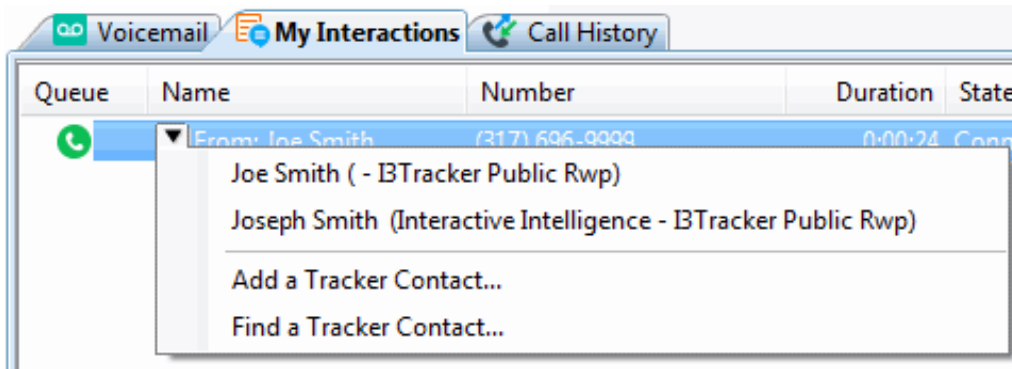 Voicemail My Interactions Call History
Queue Name Number Duration State
From: Joe Smith (317) 696-9999 0:00:24 Conn
Joe Smith ( - I3Tracker Public Rwp)
Joseph Smith (Interactive Intelligence - I3Tracker Public Rwp)
Add a Tracker Contact...
Find a Tracker Contact...